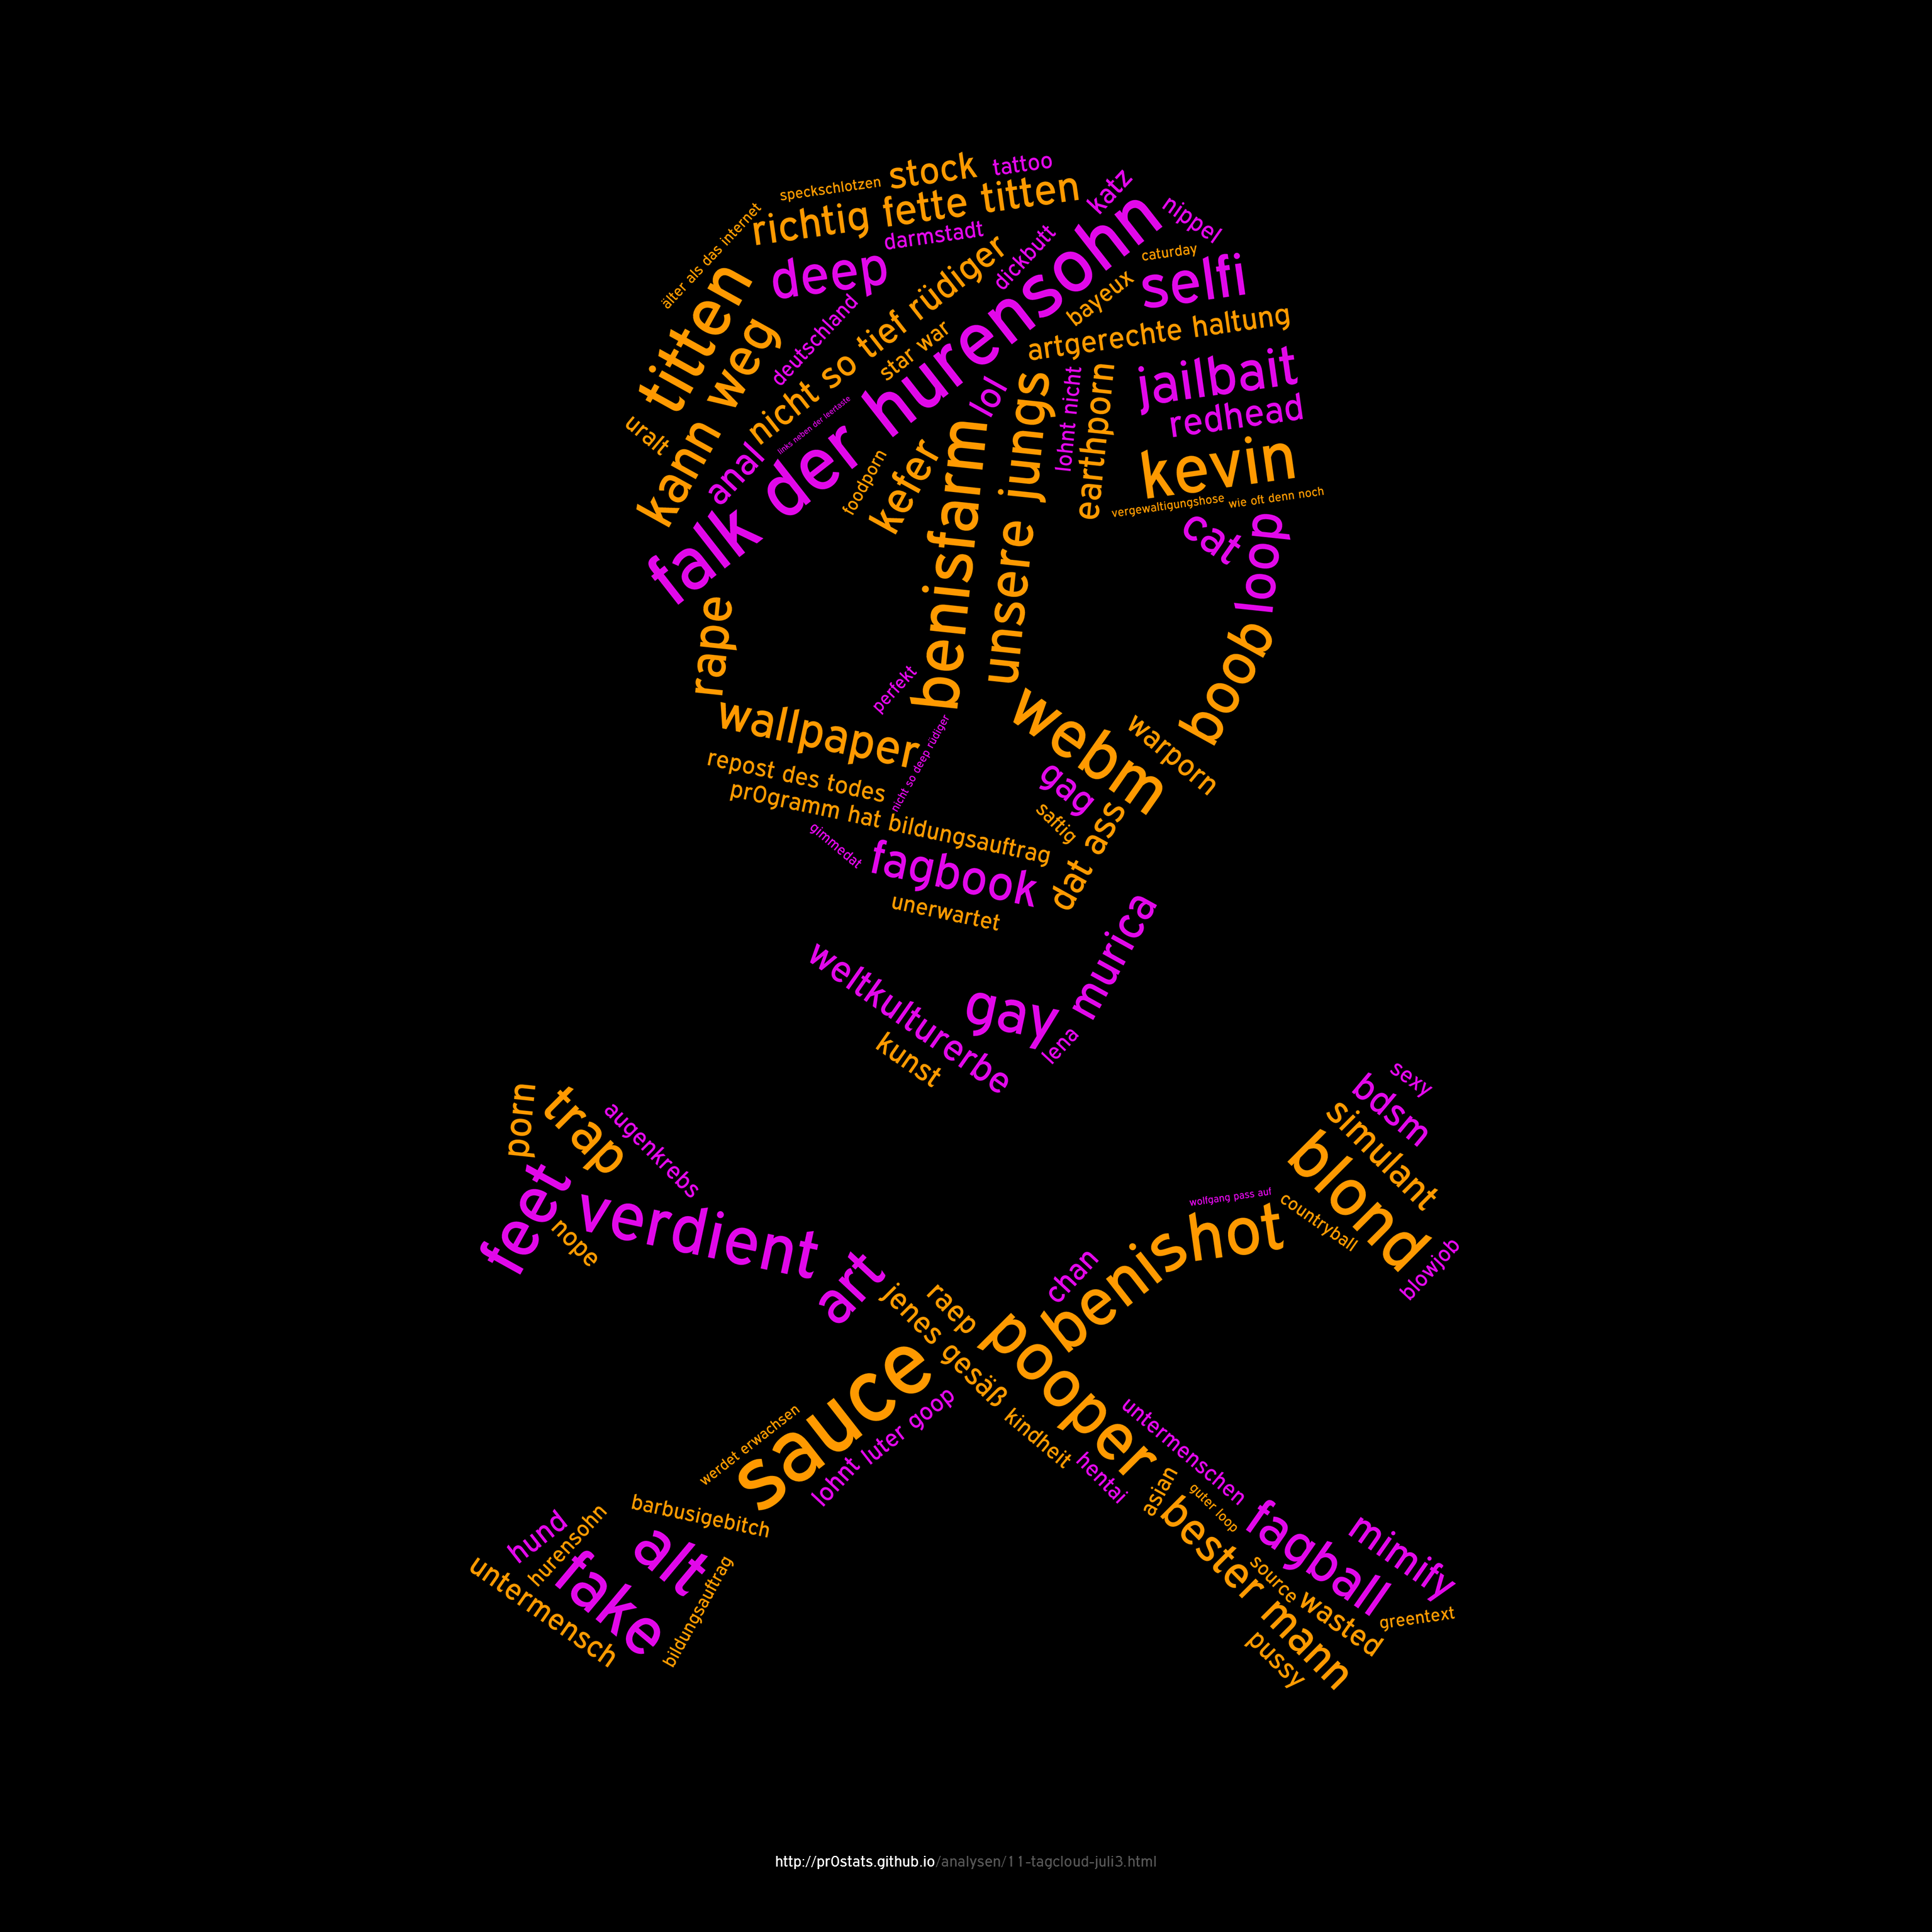 stock
tattoo
speckschlotzen
richtig fette titten
katz
nippel
älter als das internet
darmstadt
dickbutt
caturday
deep
selfi
titten
bayeux
nicht so tief rüdiger
falk der hurensohn
deutschland
star war
artgerechte haltung
kann weg
links neben der leertaste
lol
unsere jungs
lohnt nicht
earthporn
jailbait
redhead
uralt
anal
foodporn
kefer
benisfarm
kevin
vergewaltigungshose
wie oft denn noch
cat
loop
rape
boob
perfekt
wallpaper
webm
warporn
nicht so deep rüdiger
repost des todes
pr0gramm hat bildungsauftrag
gag
saftig
dat ass
gimmedat
fagbook
unerwartet
murica
weltkulturerbe
gay
lena
kunst
porn
trap
augenkrebs
sexy
bdsm
simulant
blond
feet
verdient
nope
wolfgang pass auf
countryball
benis
hot
blowjob
chan
art
raep
jenes gesäß
pooper
sauce
lohnt luter goop
kindheit
werdet erwachsen
hentai
untermenschen
asian
guter loop
barbusigebitch
hund
hurensohn
alt
fake
untermensch
bildungsauftrag
bester mann
fagball
mimify
source
wasted
greentext
pussy
http://pr0stats.github.io/analysen/11-tagcloud-juli3.html